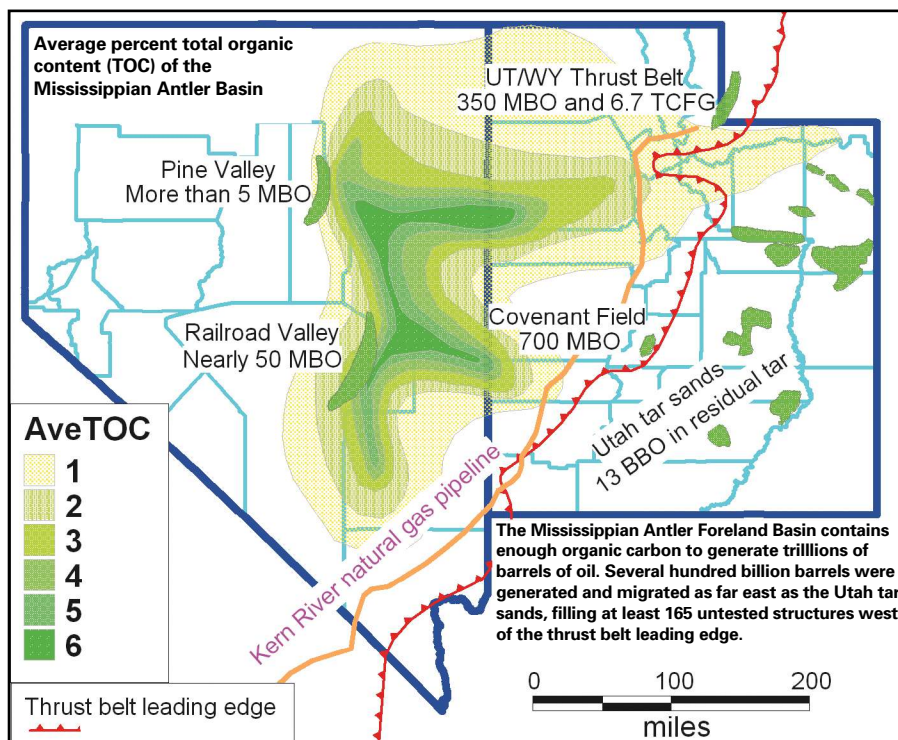 Average percent total organic
content (TOC) of the
Mississippian Antler Basin
UT/WY Thrust Belt
350 MBO and 6.7 TCFG
Pine Valley
More than 5 MBO
Railroad Valley
Nearly 50 MBO
Covenant Field
700 MBO
Utah tar sands
13 BBO in residual tar
Kern River natural gas pipeline
AveTOC
1
2
3
4
5
6
Thrust belt leading edge
The Mississippian Antler Foreland Basin contains
enough organic carbon to generate trilllions of
barrels of oil. Several hundred billion barrels were
generated and migrated as far east as the Utah tar
sands, filling at least 165 untested structures west
of the thrust belt leading edge.
0 100 200
miles